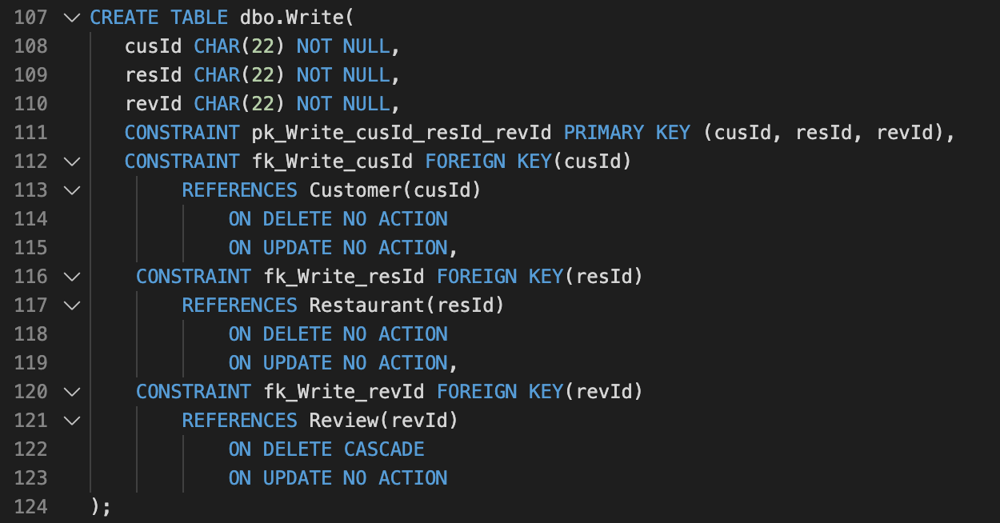 107 CREATE TABLE dbo.Write(
108 cusId CHAR(22) NOT NULL,
109 resId CHAR(22) NOT NULL,
110 revId CHAR(22) NOT NULL,
111 CONSTRAINT pk_Write_cusId_resId_revId PRIMARY KEY (cusId, resId, revId),
112 CONSTRAINT fk_Write_cusId FOREIGN KEY(cusId)
113 REFERENCES Customer(cusId)
114 ON DELETE NO ACTION
115 ON UPDATE NO ACTION,
116 CONSTRAINT fk_Write_resId FOREIGN KEY(resId)
117 REFERENCES Restaurant(resId)
118 ON DELETE NO ACTION
119 ON UPDATE NO ACTION,
120 CONSTRAINT fk_Write_revId FOREIGN KEY(revId)
121 REFERENCES Review(revId)
122 ON DELETE CASCADE
123 ON UPDATE NO ACTION
124 );